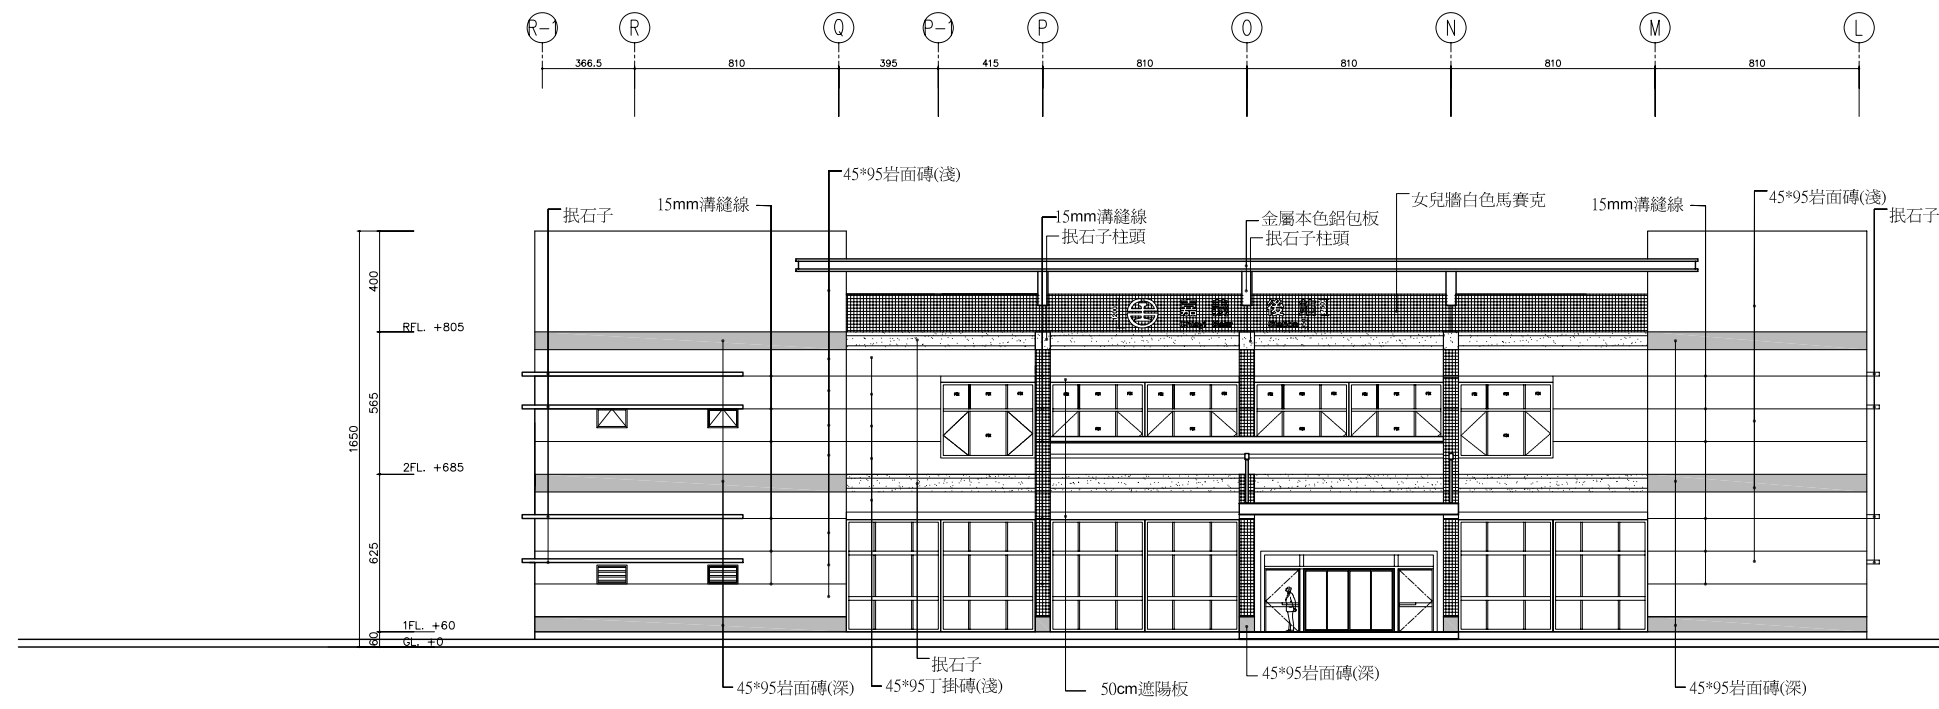 R-1 R Q P-1 P O N M L
366.5 810 395 415 810 810 810 810
45*95岩面磚(淺)
15mm溝縫線
抿石子
15mm溝縫線
抿石子柱頭
金屬本色鋁包板
抿石子柱頭
女兒牆白色馬賽克
15mm溝縫線
45*95岩面磚(淺)
抿石子
400
RFL. +805
565
1650
2FL. +685
625
1FL. +60
60
GL. +0
抿石子
45*95岩面磚(深)
45*95丁掛磚(淺)
50cm遮陽板
45*95岩面磚(深)
45*95岩面磚(深)